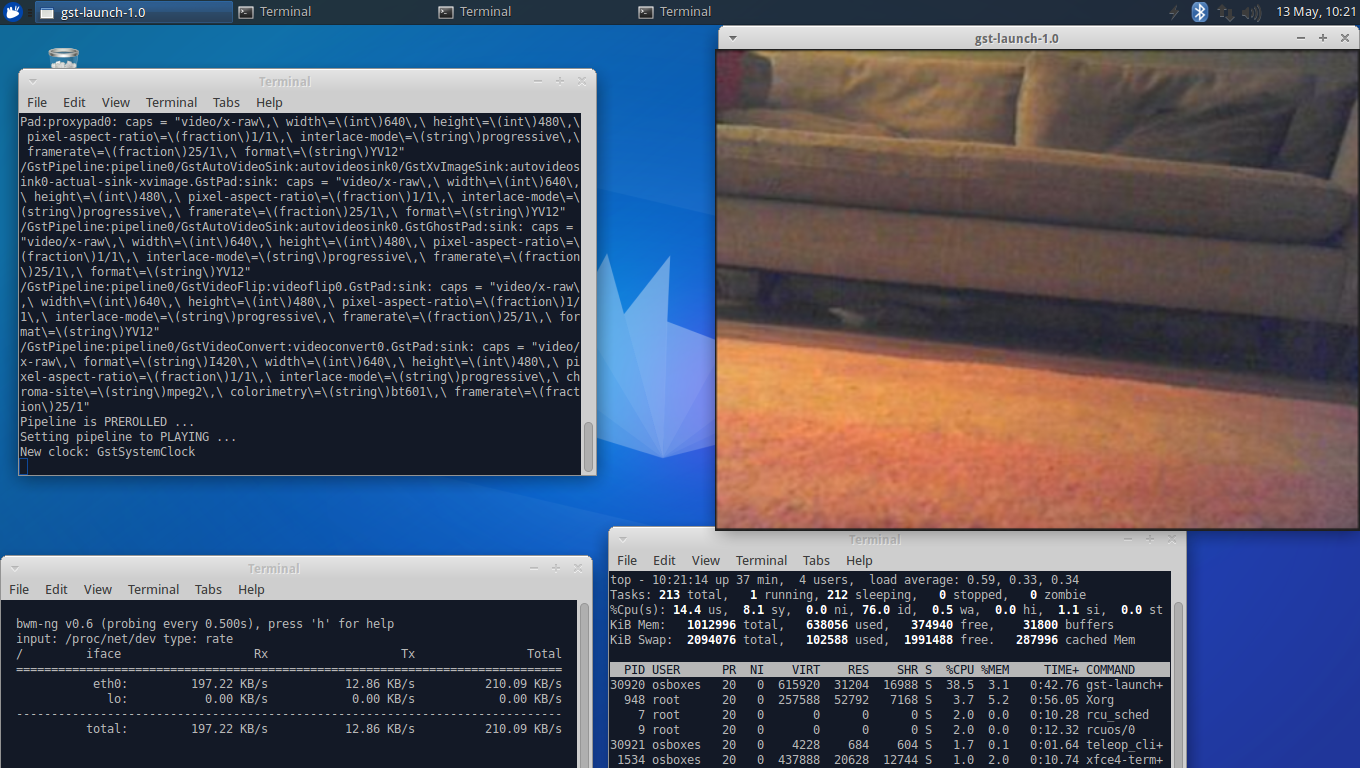 gst-launch-1.0
Terminal
Terminal
Terminal
13 May, 10:21
Terminal
File Edit View Terminal Tabs Help
Pad:proxypad0: caps = "video/x-raw\,\ width\=\(int\)640\,\ height\=\(int\)480\,\
pixel-aspect-ratio\=\(fraction\)1/1\,\ interlace-mode\=\(string\)progressive\,\
framerate\=\(fraction\)25/1\,\ format\=\(string\)YV12"
/GstPipeline:pipeline0/GstAutoVideoSink:autovideosink0/GstXvImageSink:autovideos
ink0-actual-sink-xvimage.GstPad:sink: caps = "video/x-raw\,\ width\=\(int\)640\,
\ height\=\(int\)480\,\ pixel-aspect-ratio\=\(fraction\)1/1\,\ interlace-mode\=\
(string\)progressive\,\ framerate\=\(fraction\)25/1\,\ format\=\(string\)YV12"
/GstPipeline:pipeline0/GstAutoVideoSink:autovideosink0.GstGhostPad:sink: caps =
"video/x-raw\,\ width\=\(int\)640\,\ height\=\(int\)480\,\ pixel-aspect-ratio\=\
(fraction\)1/1\,\ interlace-mode\=\(string\)progressive\,\ framerate\=\(fraction
\)25/1\,\ format\=\(string\)YV12"
/GstPipeline:pipeline0/GstVideoFlip:videoflip0.GstPad:sink: caps = "video/x-raw\
,\ width\=\(int\)640\,\ height\=\(int\)480\,\ pixel-aspect-ratio\=\(fraction\)1/
1\,\ interlace-mode\=\(string\)progressive\,\ framerate\=\(fraction\)25/1\,\ for
mat\=\(string\)YV12"
/GstPipeline:pipeline0/GstVideoConvert:videoconvert0.GstPad:sink: caps = "video/
x-raw\,\ format\=\(string\)I420\,\ width\=\(int\)640\,\ height\=\(int\)480\,\ pi
xel-aspect-ratio\=\(fraction\)1/1\,\ interlace-mode\=\(string\)progressive\,\ ch
roma-site\=\(string\)mpeg2\,\ colorimetry\=\(string\)bt601\,\ framerate\=\(fract
ion\)25/1"
Pipeline is PREROLLED ...
Setting pipeline to PLAYING ...
New clock: GstSystemClock
gst-launch-1.0
Terminal
File Edit View Terminal Tabs Help
bwm-ng v0.6 (probing every 0.500s), press 'h' for help
input: /proc/net/dev type: rate
/ iface Rx Tx Total
==============================================================================
eth0: 197.22 KB/s 12.86 KB/s 210.09 KB/s
lo: 0.00 KB/s 0.00 KB/s 0.00 KB/s
------------------------------------------------------------------------------
total: 197.22 KB/s 12.86 KB/s 210.09 KB/s
Terminal
File Edit View Terminal Tabs Help
top - 10:21:14 up 37 min, 4 users, load average: 0.59, 0.33, 0.34
Tasks: 213 total, 1 running, 212 sleeping, 0 stopped, 0 zombie
%Cpu(s): 14.4 us, 8.1 sy, 0.0 ni, 76.0 id, 0.5 wa, 0.0 hi, 1.1 si, 0.0 st
KiB Mem: 1012996 total, 638056 used, 374940 free, 31800 buffers
KiB Swap: 2094076 total, 102588 used, 1991488 free. 287996 cached Mem
PID USER PR NI VIRT RES SHR S %CPU %MEM TIME+ COMMAND
30920 osboxes 20 0 615920 31204 16988 S 38.5 3.1 0:42.76 gst-launch+
948 root 20 0 257588 52792 7168 S 3.7 5.2 0:56.05 Xorg
7 root 20 0 0 0 0 S 2.0 0.0 0:10.28 rcu_sched
9 root 20 0 0 0 0 S 2.0 0.0 0:12.32 rcuos/0
30921 osboxes 20 0 4228 684 604 S 1.7 0.1 0:01.64 teleop_cli+
1534 osboxes 20 0 437888 20628 12744 S 1.0 2.0 0:10.74 xfce4-term+